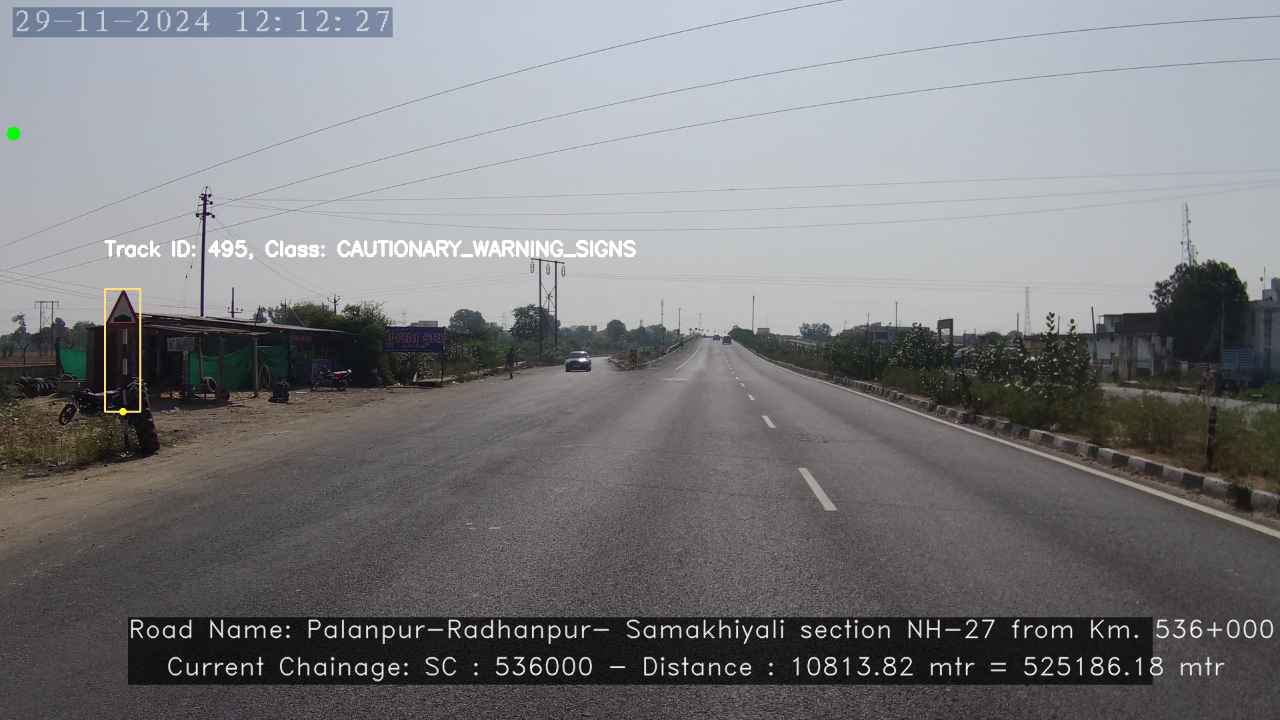 29-11-2024 12:12:27
Track ID: 495, Class: CAUTIONARY_WARNING_SIGNS
Road Name: Palanpur-Radhanpur- Samakhiyali section NH-27 from Km. 536+000
Current Chainage: SC : 536000 - Distance : 10813.82 mtr = 525186.18 mtr